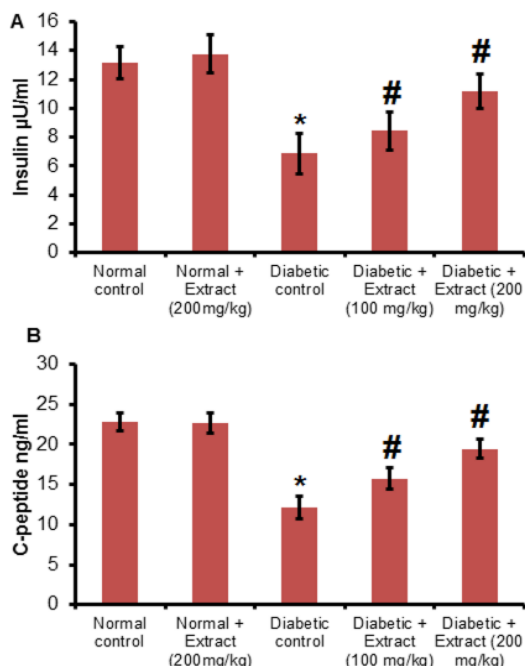 A
Insulin µU/ml
16
14
12
10
8
6
4
2
0
*
#
#
Normal control
Normal + Extract (200mg/kg)
Diabetic control
Diabetic + Extract (100 mg/kg)
Diabetic + Extract (200 mg/kg)
B
C-peptide ng/ml
30
25
20
15
10
5
0
*
#
#
Normal control
Normal + Extract (200mg/kg)
Diabetic control
Diabetic + Extract (100 mg/kg)
Diabetic + Extract (200 mg/kg)